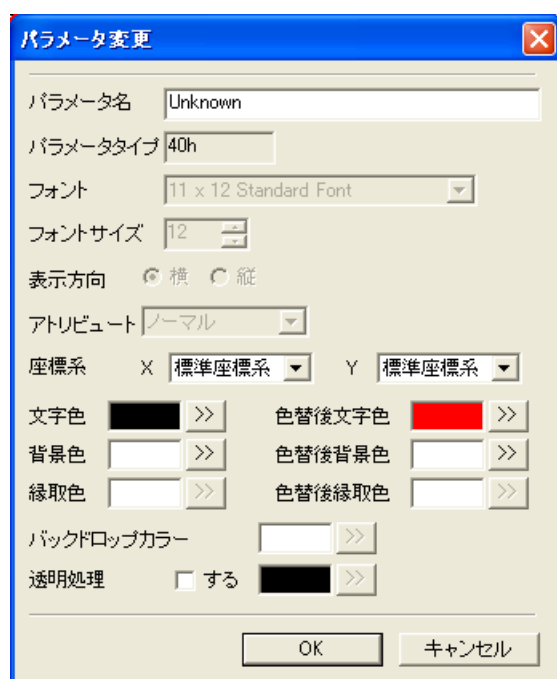 パラメータ変更
パラメータ名 Unknown
パラメータタイプ 40h
フォント 11 x 12 Standard Font
フォントサイズ 12
表示方向 横 縦
アトリビュート ノーマル
座標系 X 標準座標系 Y 標準座標系
文字色 >> 色替後文字色 >>
背景色 >> 色替後背景色 >>
縁取色 >> 色替後縁取色 >>
バックドロップカラー >>
透明処理 する >>
OK キャンセル